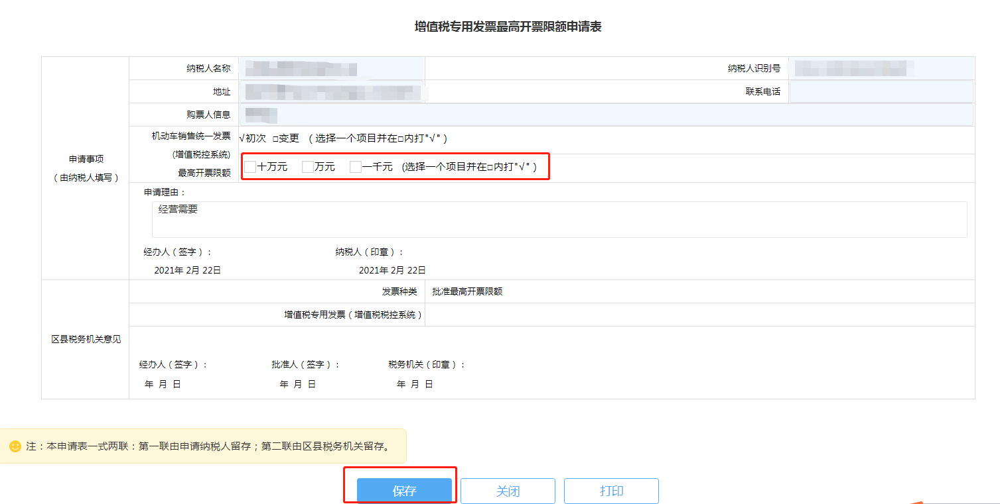 增值税专用发票最高开票限额申请表
纳税人名称
纳税人识别号
地址
联系电话
购票人信息
申请事项
(由纳税人填写)
机动车销售统一发票
(增值税控系统)
最高开票限额
√初次 □变更 (选择一个项目并在□内打"√")
□十万元 □万元 □一千元 (选择一个项目并在□内打"√")
申请理由:
经营需要
经办人(签字): 纳税人(印章):
2021年 2月 22日 2021年 2月 22日
区县税务机关意见
发票种类 批准最高开票限额
增值税专用发票(增值税税控系统)
经办人(签字): 批准人(签字): 税务机关(印章):
年 月 日 年 月 日 年 月 日
注:本申请表一式两联:第一联由申请纳税人留存;第二联由区县税务机关留存。
保存 关闭 打印